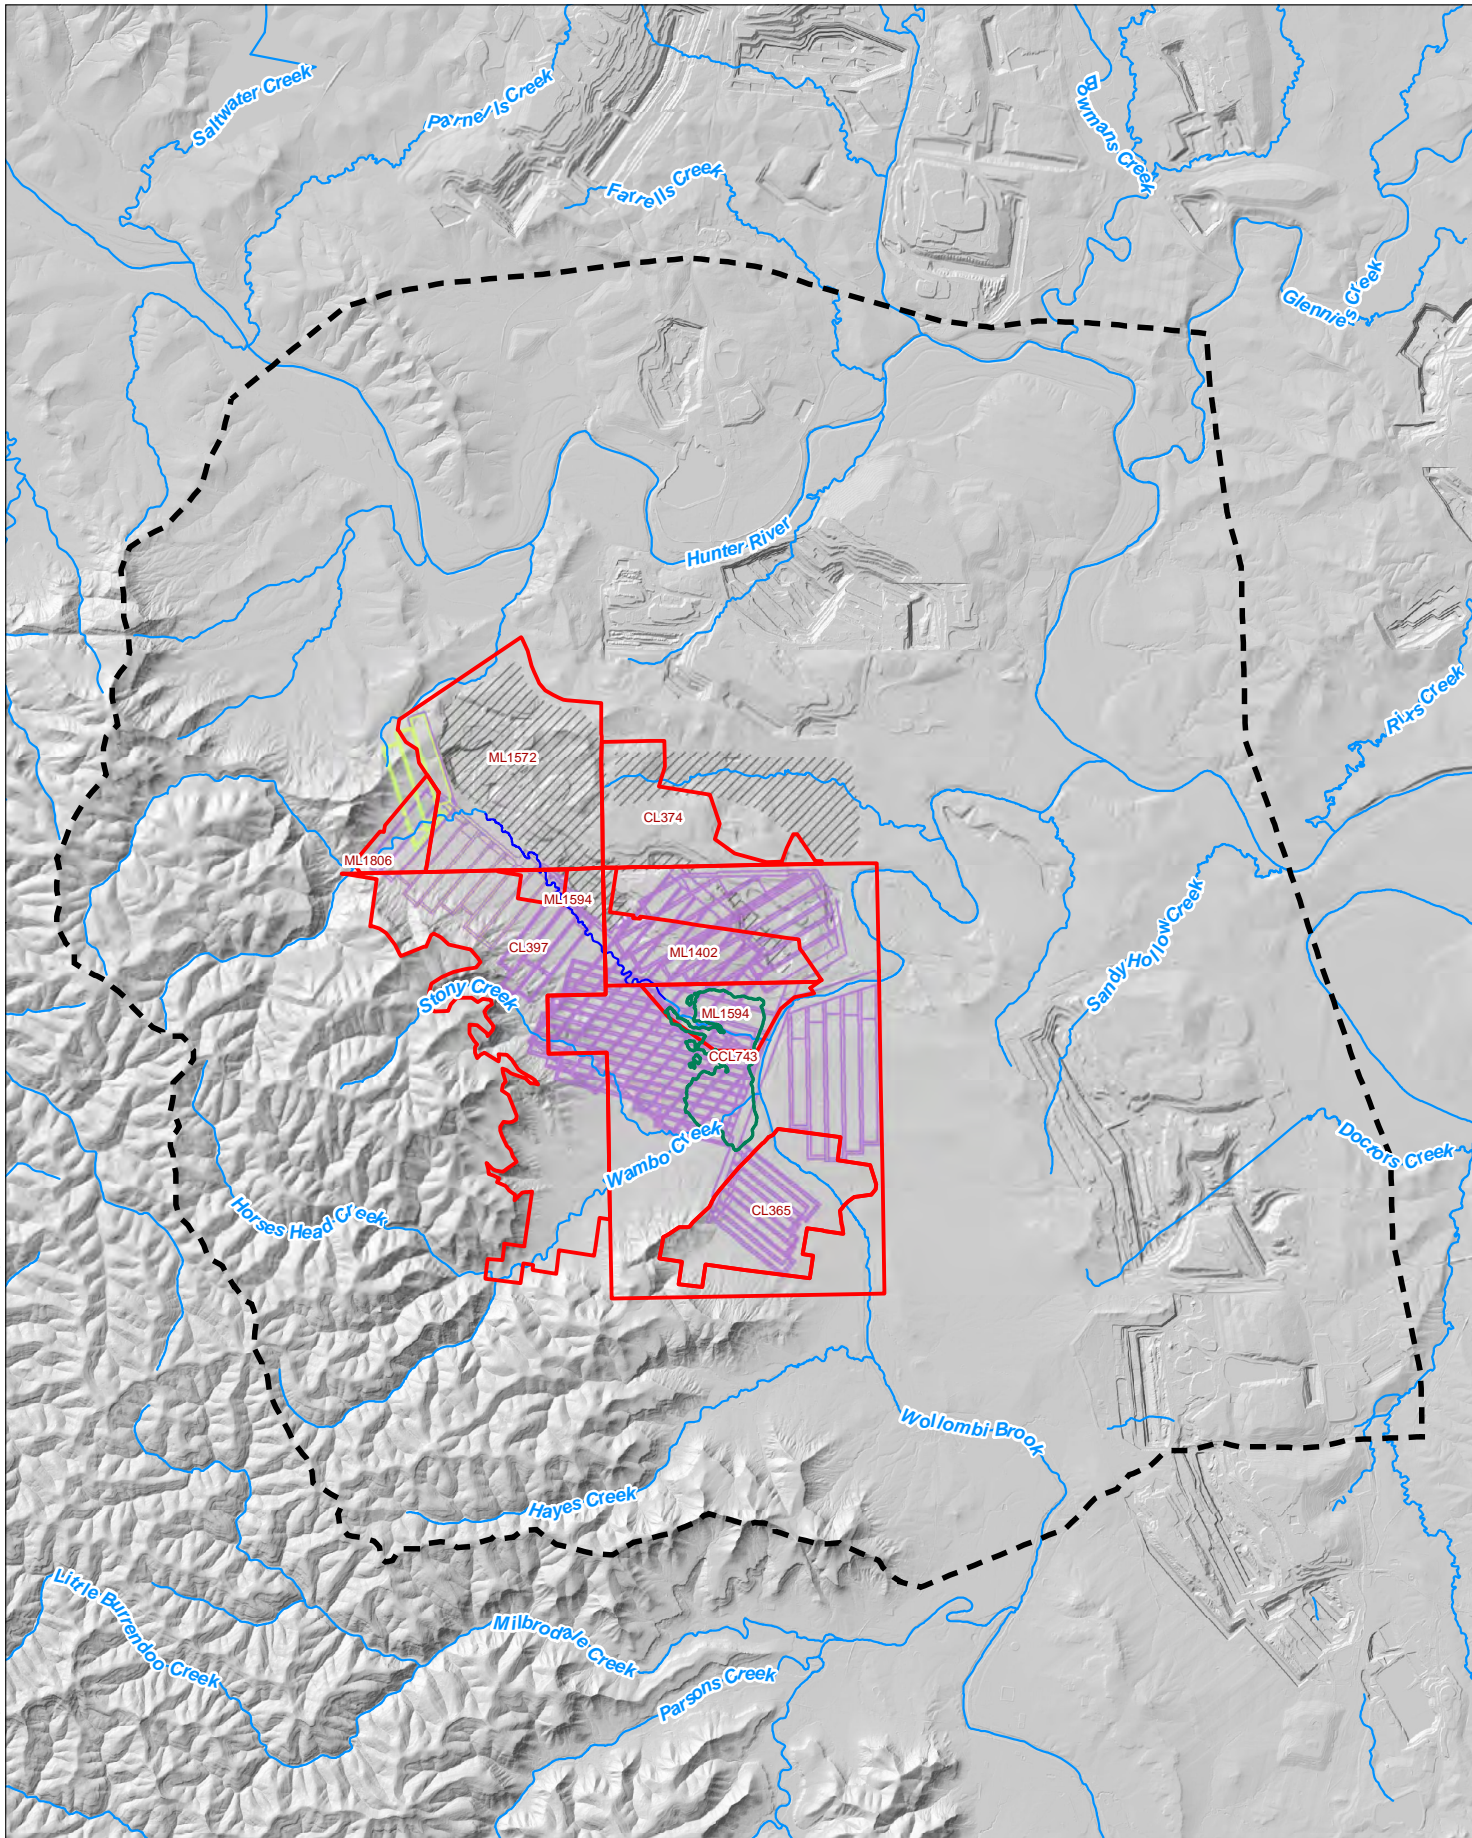 Saltwater Creek
Parnells Creek
Bowmans Creek
Farrells Creek
Glennies Creek
Hunter River
Rixs Creek
ML1572
CL374
ML1806
ML1594
CL397
ML1402
Sandy Hollow Creek
Stony Creek
ML1594
CCL743
Wambo Creek
Doctors Creek
Horses Head Creek
CL365
Wollombi Brook
Hayes Creek
Little Burrendoo Creek
Milbrodale Creek
Parsons Creek